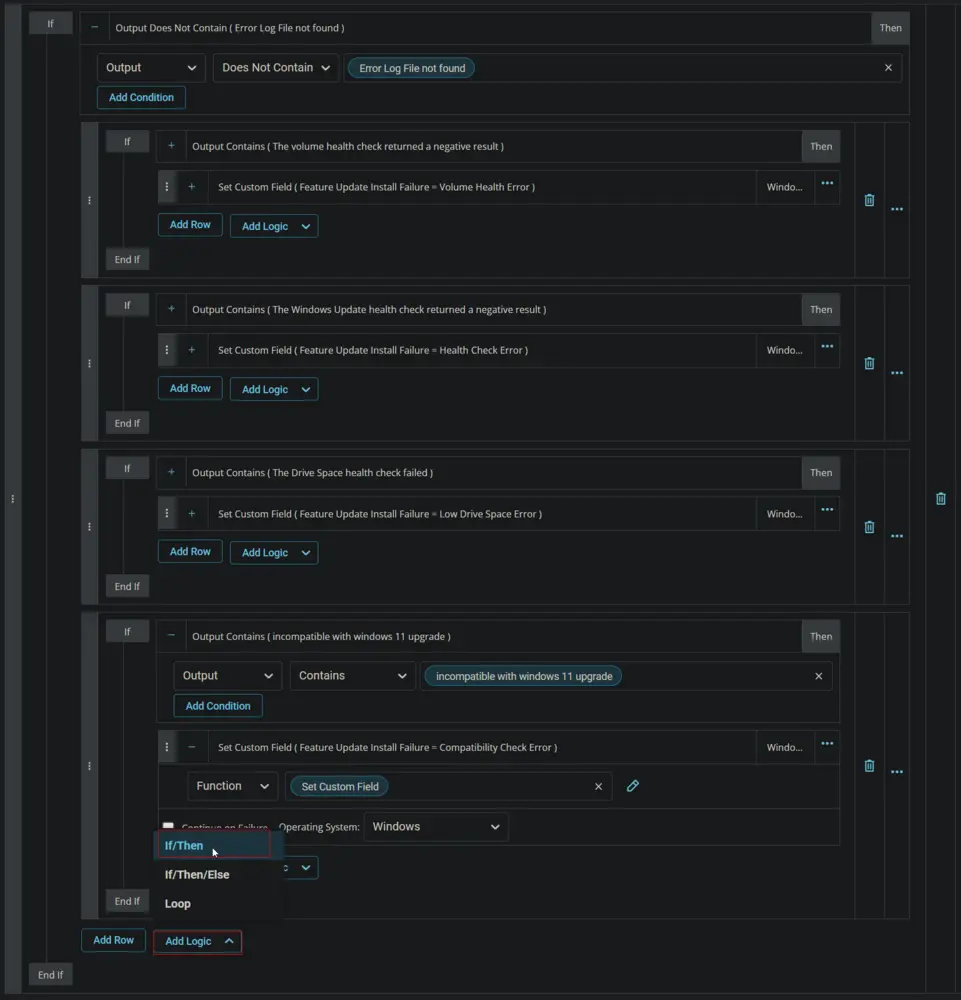 If
Output Does Not Contain ( Error Log File not found )
Then
Output
Does Not Contain
Error Log File not found
Add Condition
If
Output Contains ( The volume health check returned a negative result )
Then
Set Custom Field ( Feature Update Install Failure = Volume Health Error )
Windo...
Add Row
Add Logic
End If
If
Output Contains ( The Windows Update health check returned a negative result )
Then
Set Custom Field ( Feature Update Install Failure = Health Check Error )
Windo...
Add Row
Add Logic
End If
If
Output Contains ( The Drive Space health check failed )
Then
Set Custom Field ( Feature Update Install Failure = Low Drive Space Error )
Windo...
Add Row
Add Logic
End If
If
Output Contains ( incompatible with windows 11 upgrade )
Then
Output
Contains
incompatible with windows 11 upgrade
Add Condition
Set Custom Field ( Feature Update Install Failure = Compatibility Check Error )
Windo...
Function
Set Custom Field
Continue on Failure
Operating System:
Windows
If/Then
If/Then/Else
c
Loop
End If
Add Row
Add Logic
End If